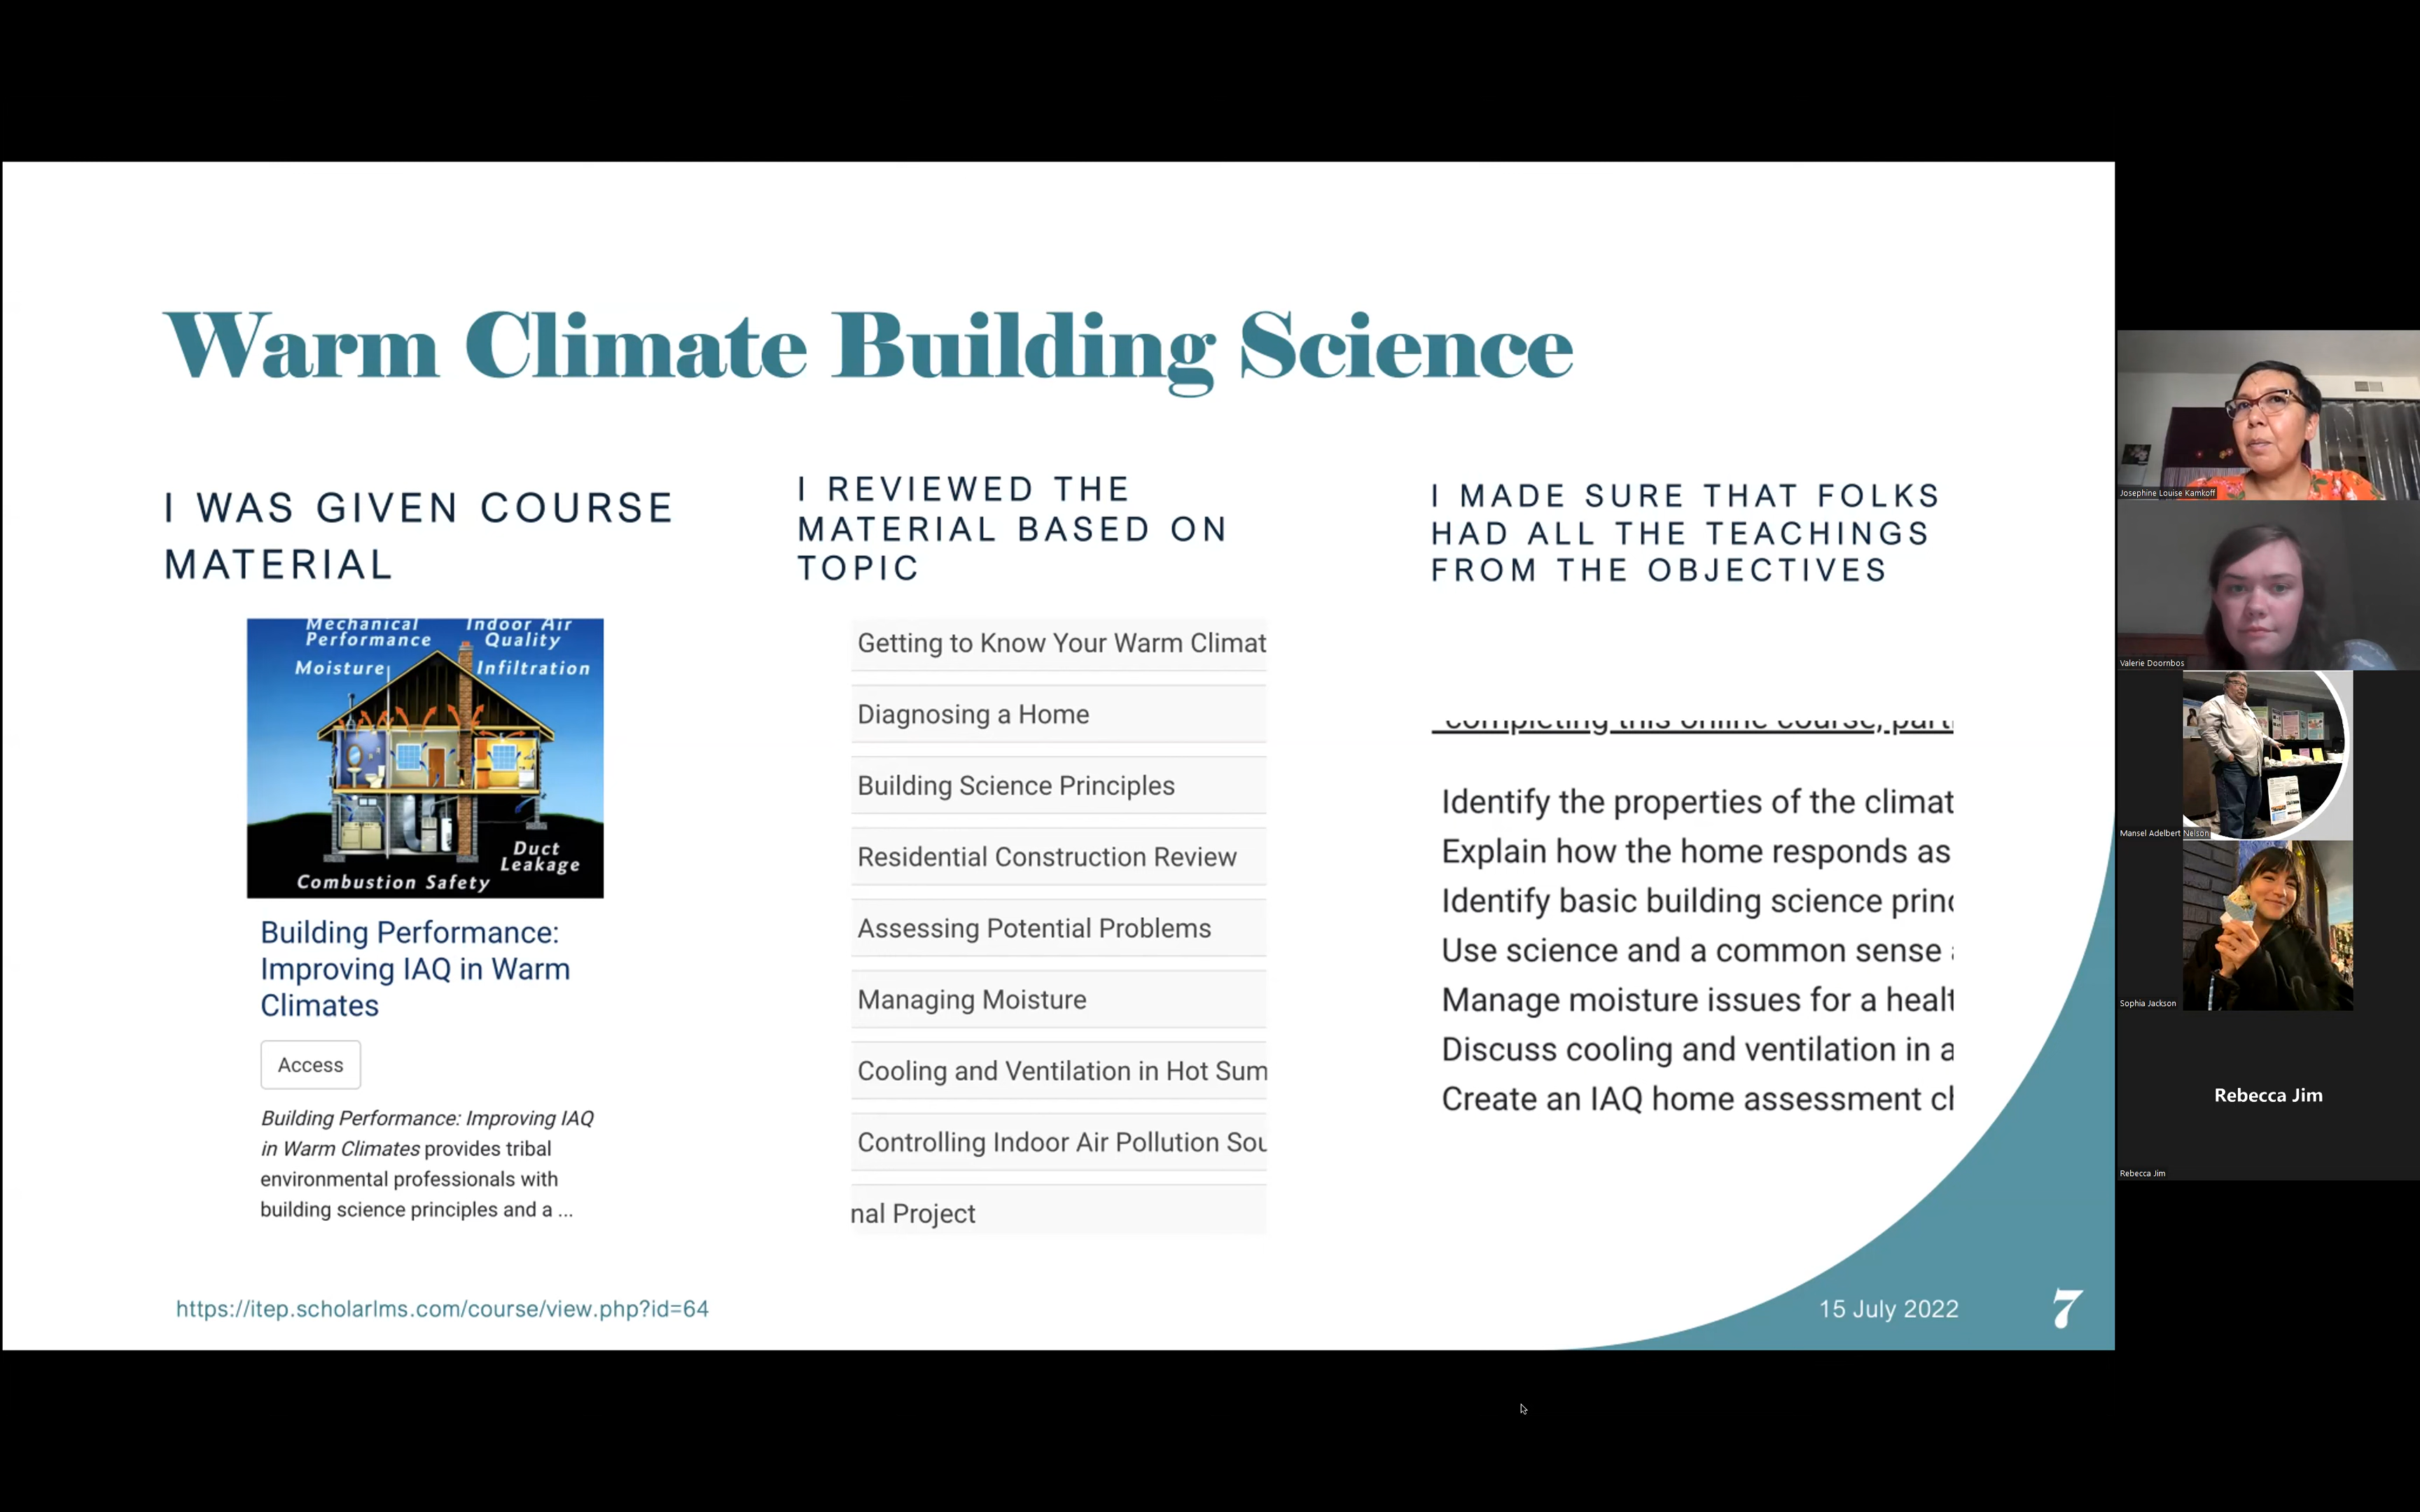 Warm Climate Building Science
I WAS GIVEN COURSE
MATERIAL
Mechanical
Performance
Indoor Air
Quality
Moisture
Infiltration
Duct
Leakage
Combustion Safety
Building Performance:
Improving IAQ in Warm
Climates
Access
Building Performance: Improving IAQ
in Warm Climates provides tribal
environmental professionals with
building science principles and a ...
https://itep.scholarlms.com/course/view.php?id=64
I REVIEWED THE
MATERIAL BASED ON
TOPIC
Getting to Know Your Warm Climat
Diagnosing a Home
Building Science Principles
Residential Construction Review
Assessing Potential Problems
Managing Moisture
Cooling and Ventilation in Hot Sum
Controlling Indoor Air Pollution Sou
nal Project
I MADE SURE THAT FOLKS
HAD ALL THE TEACHINGS
FROM THE OBJECTIVES
completing this online course, part
Identify the properties of the climat
Explain how the home responds as
Identify basic building science princ
Use science and a common sense
Manage moisture issues for a healt
Discuss cooling and ventilation in a
Create an IAQ home assessment ch
15 July 2022
7
Josephine Louise Kamkoff
Valerie Doornbos
Mansel Adelbert Nelson
Sophia Jackson
Rebecca Jim
Rebecca Jim